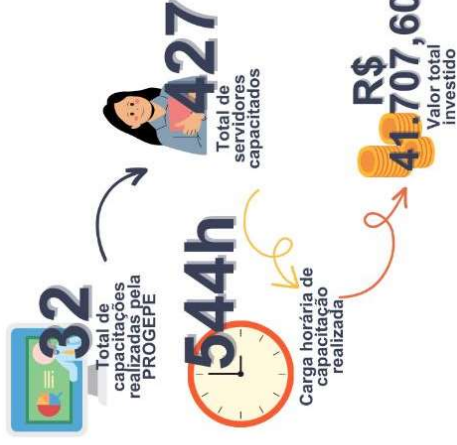 32
Total de
capacitações
realizadas pela
PROGEPE
427
Total de
servidores
capacitados
544h
Carga horária de
capacitação
realizada
R$
41.707,60
Valor total
investido